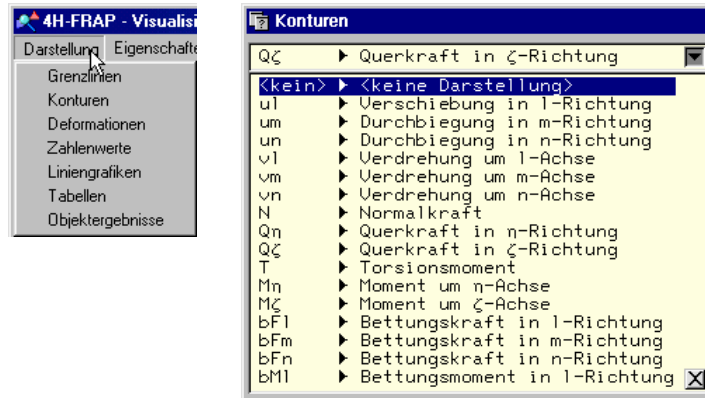 4H-FRAP - Visualisi
Darstellung Eigenschafte
Grenzlinien
Konturen
Deformationen
Zahlenwerte
Liniengrafiken
Tabellen
Objektergebnisse
Konturen
Qζ ▶ Querkraft in ζ-Richtung
<kein> ▶ <keine Darstellung>
ul ▶ Verschiebung in l-Richtung
um ▶ Durchbiegung in m-Richtung
un ▶ Durchbiegung in n-Richtung
vl ▶ Verdrehung um l-Achse
vm ▶ Verdrehung um m-Achse
vn ▶ Verdrehung um n-Achse
N ▶ Normalkraft
Qη ▶ Querkraft in η-Richtung
Qζ ▶ Querkraft in ζ-Richtung
T ▶ Torsionsmoment
Mη ▶ Moment um η-Achse
Mζ ▶ Moment um ζ-Achse
bFl ▶ Bettungskraft in l-Richtung
bFm ▶ Bettungskraft in m-Richtung
bFn ▶ Bettungskraft in n-Richtung
bMl ▶ Bettungsmoment in l-Richtung